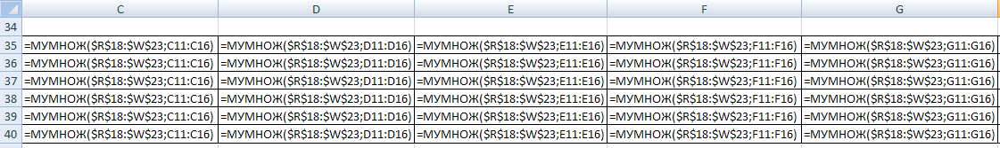 C D E F G
34
35 =МУМНОЖ($R$18:$W$23;C11:C16) =МУМНОЖ($R$18:$W$23;D11:D16) =МУМНОЖ($R$18:$W$23;E11:E16) =МУМНОЖ($R$18:$W$23;F11:F16) =МУМНОЖ($R$18:$W$23;G11:G16)
36 =МУМНОЖ($R$18:$W$23;C11:C16) =МУМНОЖ($R$18:$W$23;D11:D16) =МУМНОЖ($R$18:$W$23;E11:E16) =МУМНОЖ($R$18:$W$23;F11:F16) =МУМНОЖ($R$18:$W$23;G11:G16)
37 =МУМНОЖ($R$18:$W$23;C11:C16) =МУМНОЖ($R$18:$W$23;D11:D16) =МУМНОЖ($R$18:$W$23;E11:E16) =МУМНОЖ($R$18:$W$23;F11:F16) =МУМНОЖ($R$18:$W$23;G11:G16)
38 =МУМНОЖ($R$18:$W$23;C11:C16) =МУМНОЖ($R$18:$W$23;D11:D16) =МУМНОЖ($R$18:$W$23;E11:E16) =МУМНОЖ($R$18:$W$23;F11:F16) =МУМНОЖ($R$18:$W$23;G11:G16)
39 =МУМНОЖ($R$18:$W$23;C11:C16) =МУМНОЖ($R$18:$W$23;D11:D16) =МУМНОЖ($R$18:$W$23;E11:E16) =МУМНОЖ($R$18:$W$23;F11:F16) =МУМНОЖ($R$18:$W$23;G11:G16)
40 =МУМНОЖ($R$18:$W$23;C11:C16) =МУМНОЖ($R$18:$W$23;D11:D16) =МУМНОЖ($R$18:$W$23;E11:E16) =МУМНОЖ($R$18:$W$23;F11:F16) =МУМНОЖ($R$18:$W$23;G11:G16)